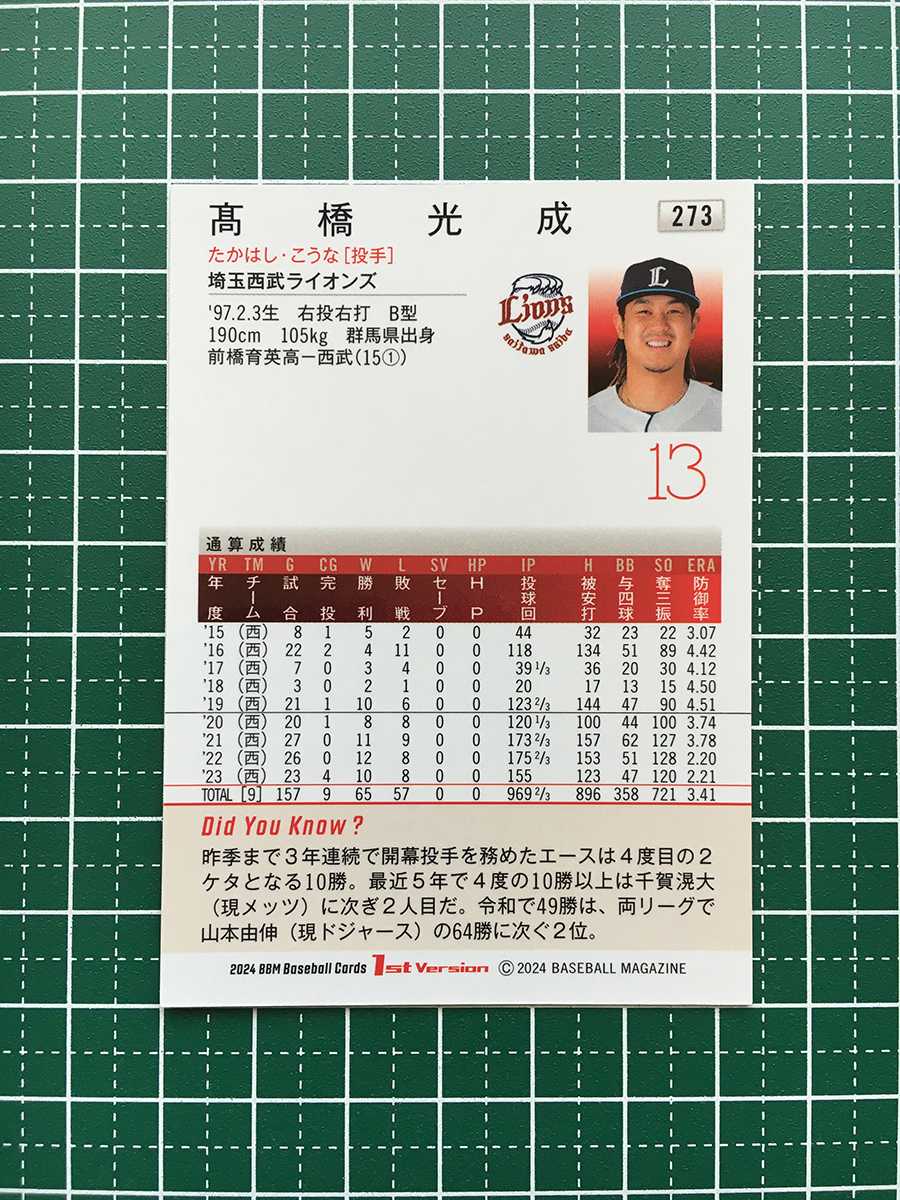 髙橋光成 273
たかはし・こうな[投手]
埼玉西武ライオンズ
'97.2.3生 右投右打 B型
190cm 105kg 群馬県出身
前橋育英高ー西武(15①)
Lions
saitama seibu
L
13
通算成績
YR TM G CG W L SV HP IP H BB SO ERA
年度 チーム 試合 完投 勝利 敗戦 セーブ HP 投球回 被安打 与四球 奪三振 防御率
'15 (西) 8 1 5 2 0 0 44 32 23 22 3.07
'16 (西) 22 2 4 11 0 0 118 134 51 89 4.42
'17 (西) 7 0 3 4 0 0 39 1/3 36 20 30 4.12
'18 (西) 3 0 2 1 0 0 20 17 13 15 4.50
'19 (西) 21 1 10 6 0 0 123 2/3 144 47 90 4.51
'20 (西) 20 1 8 8 0 0 120 1/3 100 44 100 3.74
'21 (西) 27 0 11 9 0 0 173 2/3 157 62 127 3.78
'22 (西) 26 0 12 8 0 0 175 2/3 153 51 128 2.20
'23 (西) 23 4 10 8 0 0 155 123 47 120 2.21
TOTAL [9] 157 9 65 57 0 0 969 2/3 896 358 721 3.41
Did You Know?
昨季まで3年連続で開幕投手を務めたエースは4度目の2
ケタとなる10勝。最近5年で4度の10勝以上は千賀滉大
(現メッツ)に次ぎ2人目だ。令和で49勝は、両リーグで
山本由伸(現ドジャース)の64勝に次ぐ2位。
2024 BBM Baseball Cards 1st Version © 2024 BASEBALL MAGAZINE